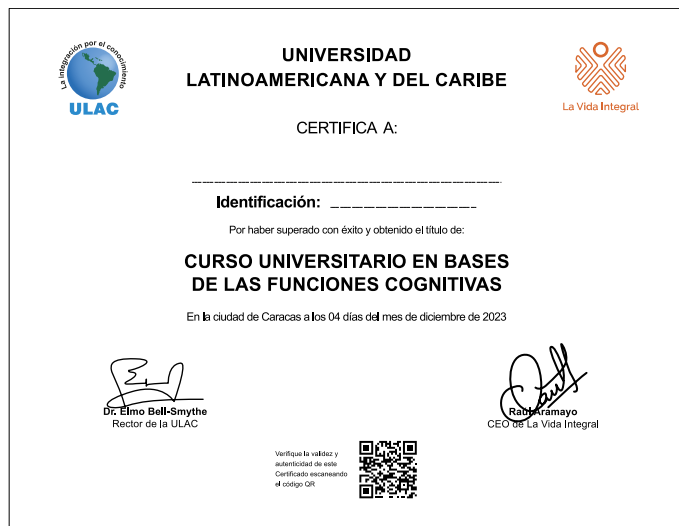 La integración por el conocimiento
ULAC
UNIVERSIDAD
LATINOAMERICANA Y DEL CARIBE
La Vida Integral
CERTIFICA A:
Identificación:
Por haber superado con éxito y obtenido el título de:
CURSO UNIVERSITARIO EN BASES
DE LAS FUNCIONES COGNITIVAS
En la ciudad de Caracas a los 04 días del mes de diciembre de 2023
Dr. Elmo Bell-Smythe
Rector de la ULAC
Raúl Aramayo
CEO de La Vida Integral
Verifique la validez y
autenticidad de este
Certificado escaneando
el código QR